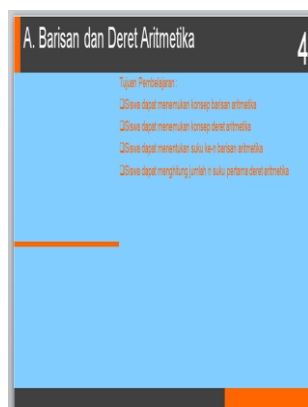 A. Barisan dan Deret Aritmetika
4
Tujuan Pembelajaran :
❑Siswa dapat menemukan konsep barisan aritmetika
❑Siswa dapat menemukan konsep deret aritmetika
❑Siswa dapat menentukan suku ke-n barisan aritmetika
❑Siswa dapat menghitung jumlah n suku pertama deret aritmetika